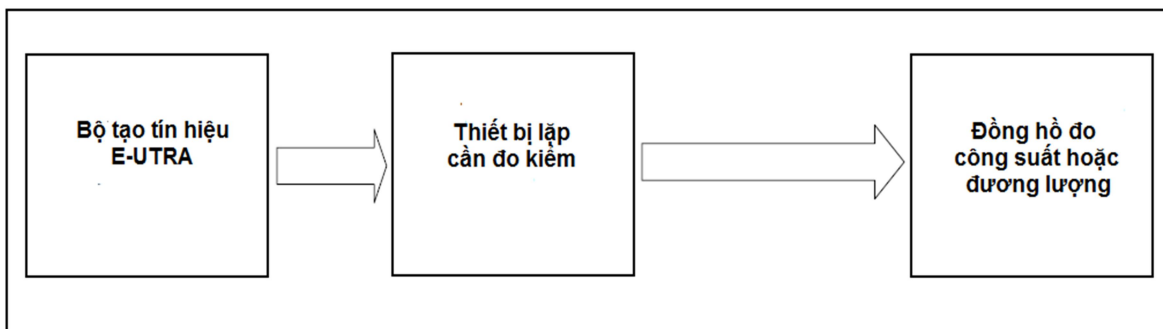 Bộ tạo tín hiệu
E-UTRA
Thiết bị lặp
cần đo kiểm
Đồng hồ đo
công suất hoặc
đương lượng